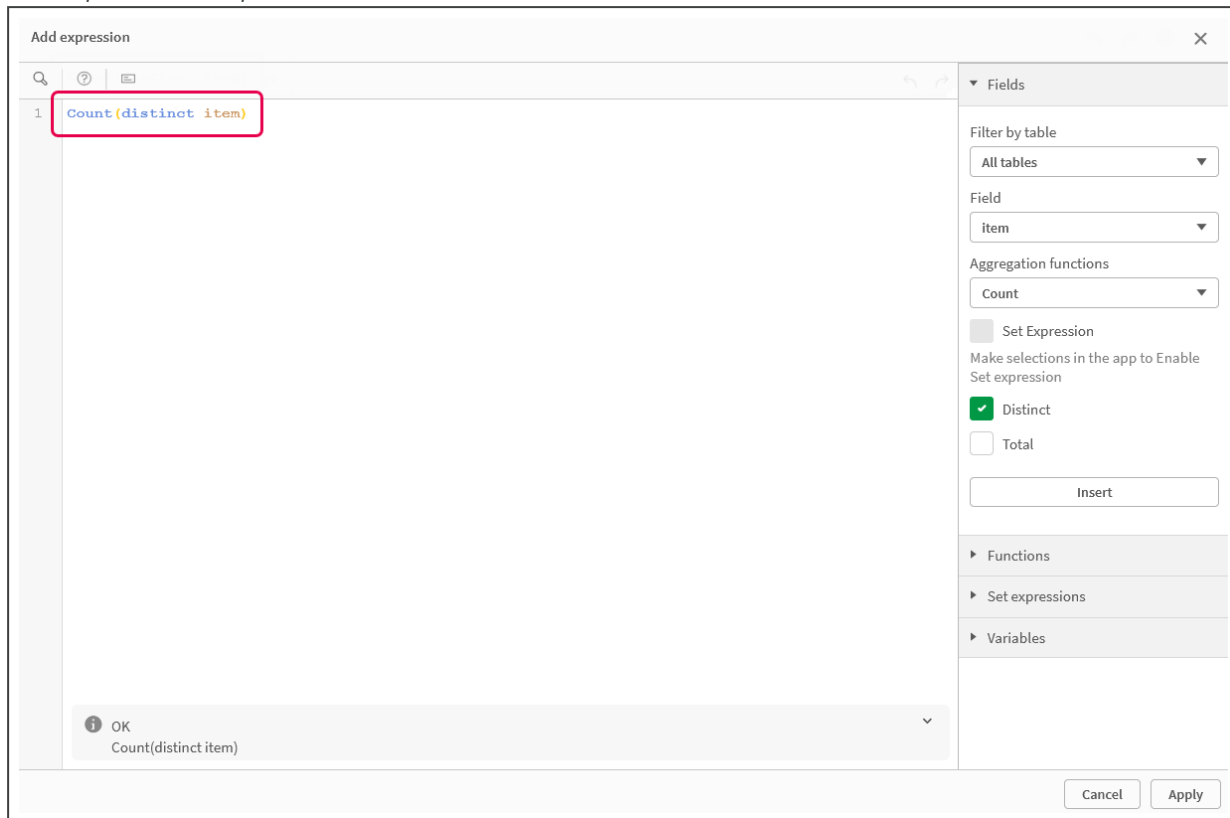 Add expression
1 Count(distinct item)
Fields
Filter by table
All tables
Field
item
Aggregation functions
Count
Set Expression
Make selections in the app to Enable
Set expression
Distinct
Total
Insert
Functions
Set expressions
Variables
OK
Count(distinct item)
Cancel Apply